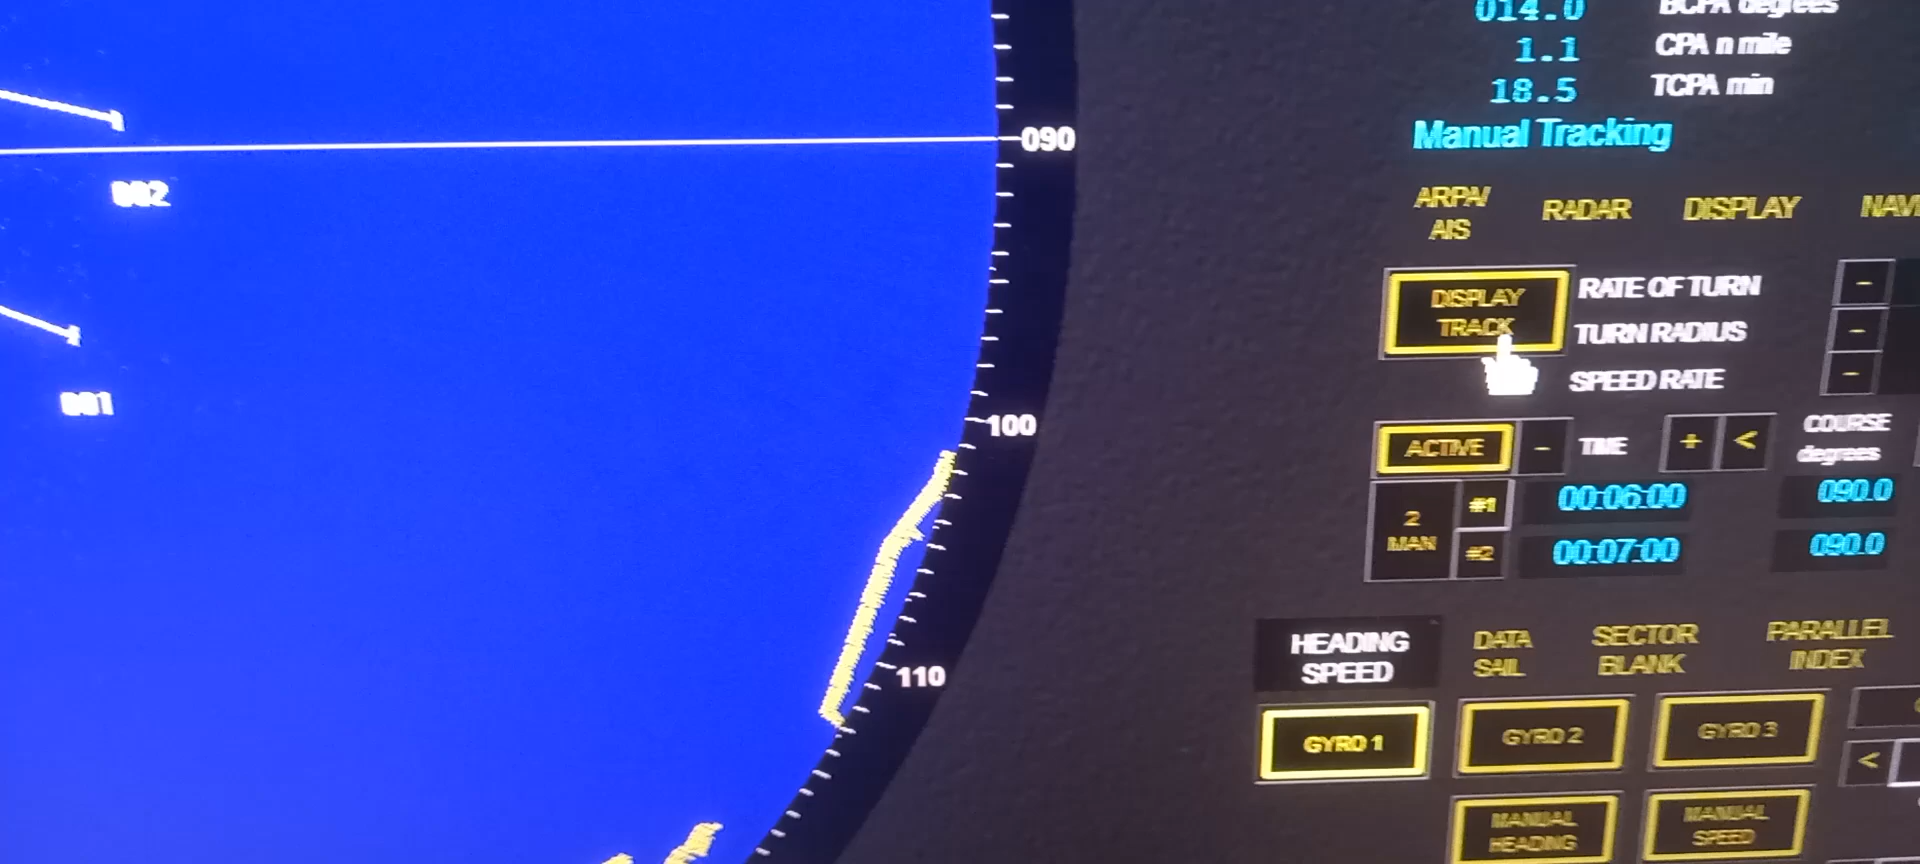 014.0 BCPA degrees
1.1 CPA n mile
18.5 TCPA min
Manual Tracking
ARPA/
AIS
RADAR
DISPLAY
NAVI
DISPLAY
TRACK
RATE OF TURN
TURN RADIUS
SPEED RATE
-
-
-
ACTIVE
-
TIME
+
<
COURSE
degrees
2
MAN
#1
00:06:00
090.0
#2
00:07:00
090.0
HEADING
SPEED
DATA
SAIL
SECTOR
BLANK
PARALLEL
INDEX
GYRO 1
GYRO 2
GYRO 3
<
MANUAL
HEADING
MANUAL
SPEED
090
002
001
100
110